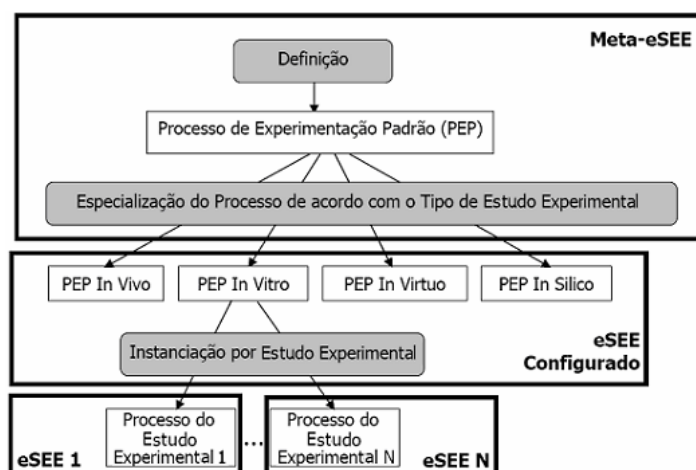 Meta-eSEE
Definição
Processo de Experimentação Padrão (PEP)
Especialização do Processo de acordo com o Tipo de Estudo Experimental
PEP In Vivo
PEP In Vitro
PEP In Virtuo
PEP In Silico
eSEE
Configurado
Instanciação por Estudo Experimental
eSEE 1
Processo do
Estudo
Experimental 1
...
Processo do
Estudo
Experimental N
eSEE N